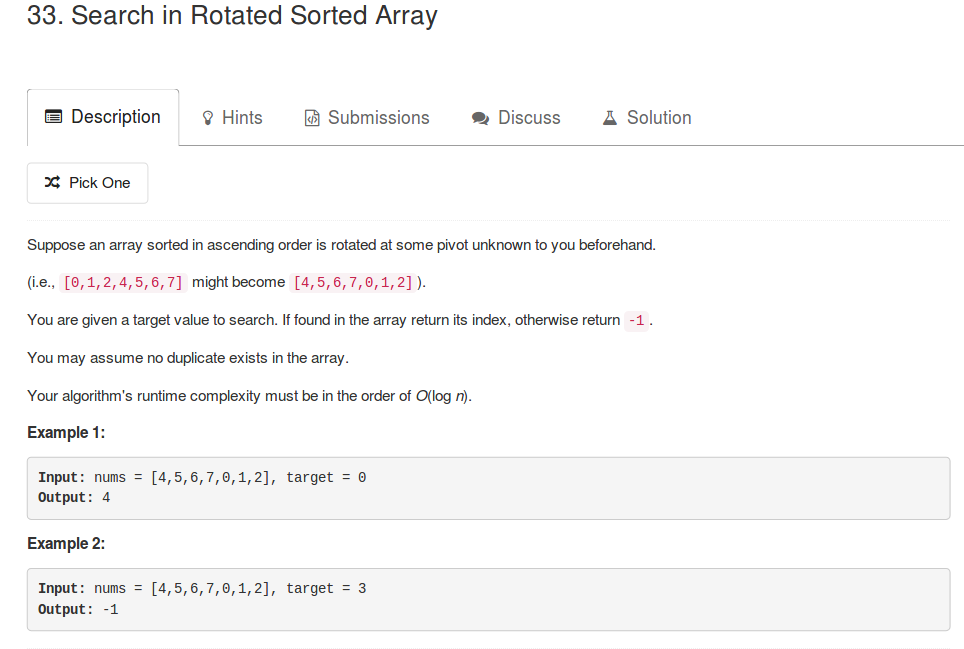 33. Search in Rotated Sorted Array
Description Hints Submissions Discuss Solution
Pick One
Suppose an array sorted in ascending order is rotated at some pivot unknown to you beforehand.
(i.e., [0,1,2,4,5,6,7] might become [4,5,6,7,0,1,2] ).
You are given a target value to search. If found in the array return its index, otherwise return -1 .
You may assume no duplicate exists in the array.
Your algorithm's runtime complexity must be in the order of O(log n).
Example 1:
Input: nums = [4,5,6,7,0,1,2], target = 0
Output: 4
Example 2:
Input: nums = [4,5,6,7,0,1,2], target = 3
Output: -1